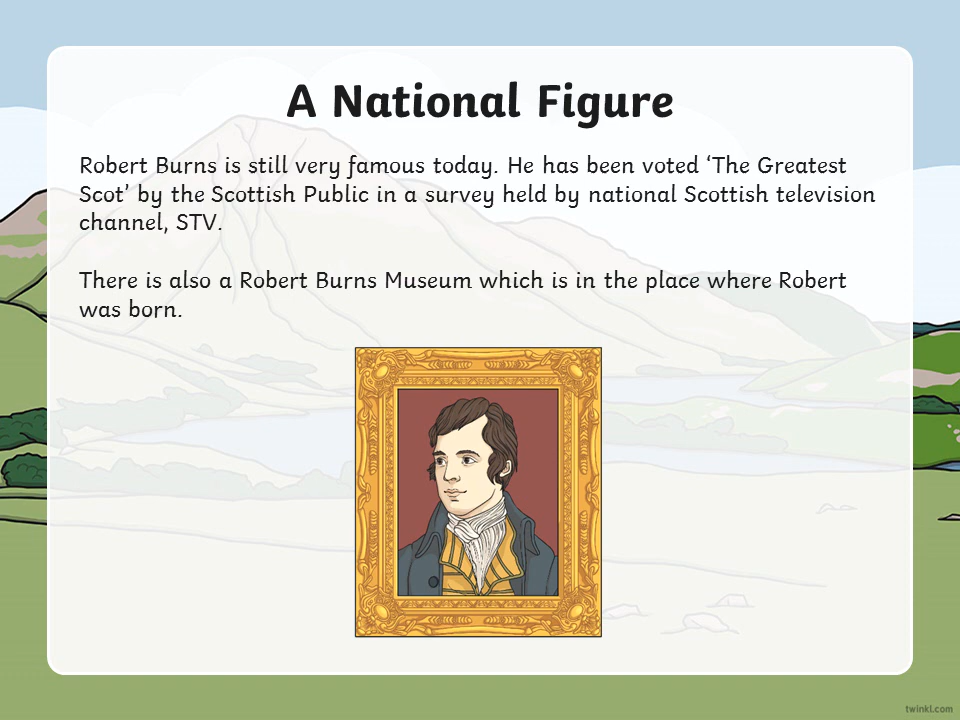 A National Figure
Robert Burns is still very famous today. He has been voted ‘The Greatest
Scot’ by the Scottish Public in a survey held by national Scottish television
channel, STV.
There is also a Robert Burns Museum which is in the place where Robert
was born.
twinkl.com